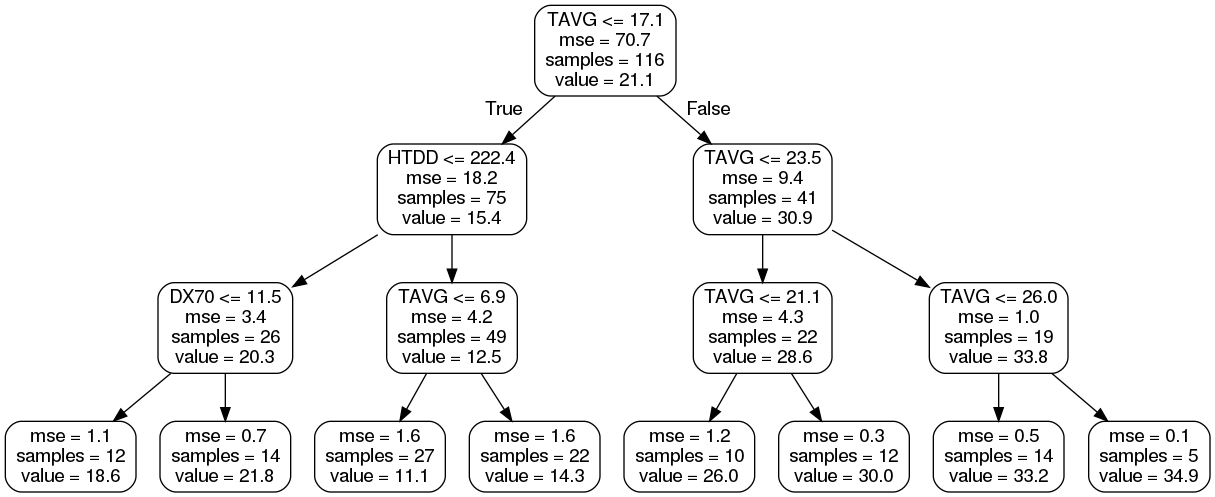 TAVG <= 17.1
mse = 70.7
samples = 116
value = 21.1
True
False
HTDD <= 222.4
mse = 18.2
samples = 75
value = 15.4
TAVG <= 23.5
mse = 9.4
samples = 41
value = 30.9
DX70 <= 11.5
mse = 3.4
samples = 26
value = 20.3
TAVG <= 6.9
mse = 4.2
samples = 49
value = 12.5
TAVG <= 21.1
mse = 4.3
samples = 22
value = 28.6
TAVG <= 26.0
mse = 1.0
samples = 19
value = 33.8
mse = 1.1
samples = 12
value = 18.6
mse = 0.7
samples = 14
value = 21.8
mse = 1.6
samples = 27
value = 11.1
mse = 1.6
samples = 22
value = 14.3
mse = 1.2
samples = 10
value = 26.0
mse = 0.3
samples = 12
value = 30.0
mse = 0.5
samples = 14
value = 33.2
mse = 0.1
samples = 5
value = 34.9